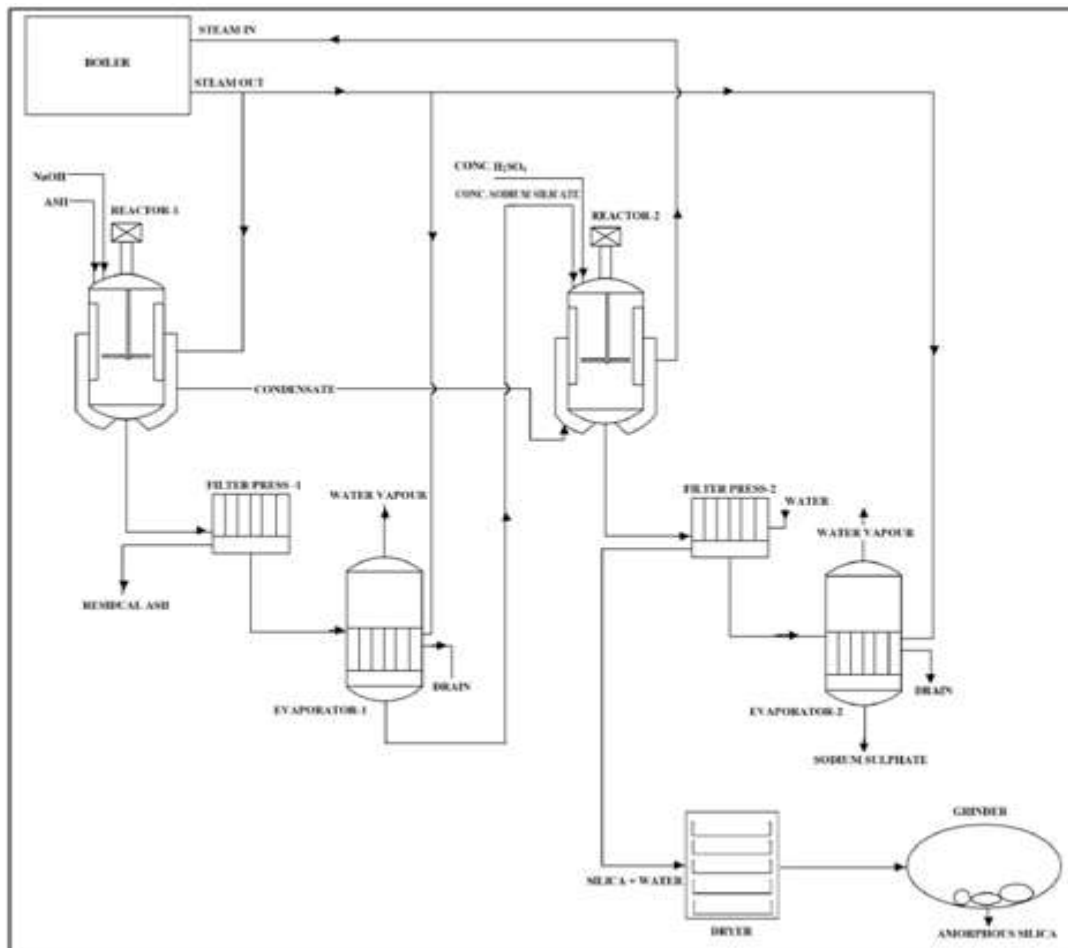 STEAM IN
BOILER
STEAM OUT
CONC. H₂SO₄
NaOH
CONC. SODIUM SILICATE
ASH
REACTOR-1
REACTOR-2
CONDENSATE
FILTER PRESS -1
WATER VAPOUR
FILTER PRESS-2
WATER
WATER VAPOUR
RESIDUAL ASH
DRAIN
DRAIN
EVAPORATOR-1
EVAPORATOR-2
SODIUM SULPHATE
GRINDER
SILICA + WATER
DRYER
AMORPHOUS SILICA